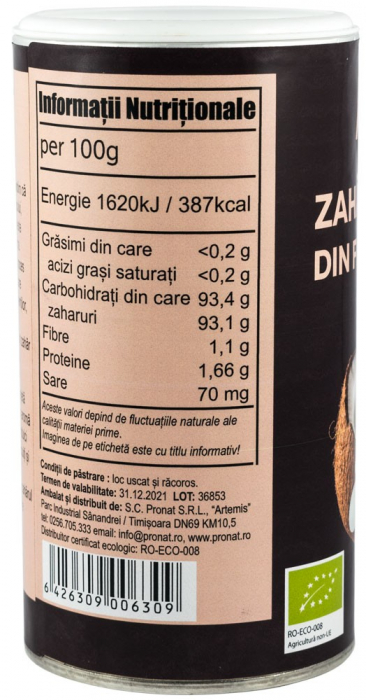 Informații Nutriționale
per 100g
Energie 1620kJ / 387kcal
Grăsimi din care <0,2 g
acizi grași saturați <0,2 g
Carbohidrați din care 93,4 g
zaharuri 93,1 g
Fibre 1,1 g
Proteine 1,66 g
Sare 70 mg
Aceste valori depind de fluctuațiile naturale ale
calității materiei prime.
Imaginea de pe etichetă este cu titlu informativ!
Condiții de păstrare : loc uscat și răcoros.
Termen de valabilitate: 31.12.2021 LOT: 36853
Ambalat și distribuit de : S.C. Pronat S.R.L., "Artemis"
Parc Industrial Sânandrei / Timișoara DN69 KM10,5
tel: 0256.705.333 email: info@pronat.ro, www.pronat.ro
Distribuitor certificat ecologic: RO-ECO-008
6 426309 006309
ZAH
DIN
RO-ECO-008
Agricultură non-UE